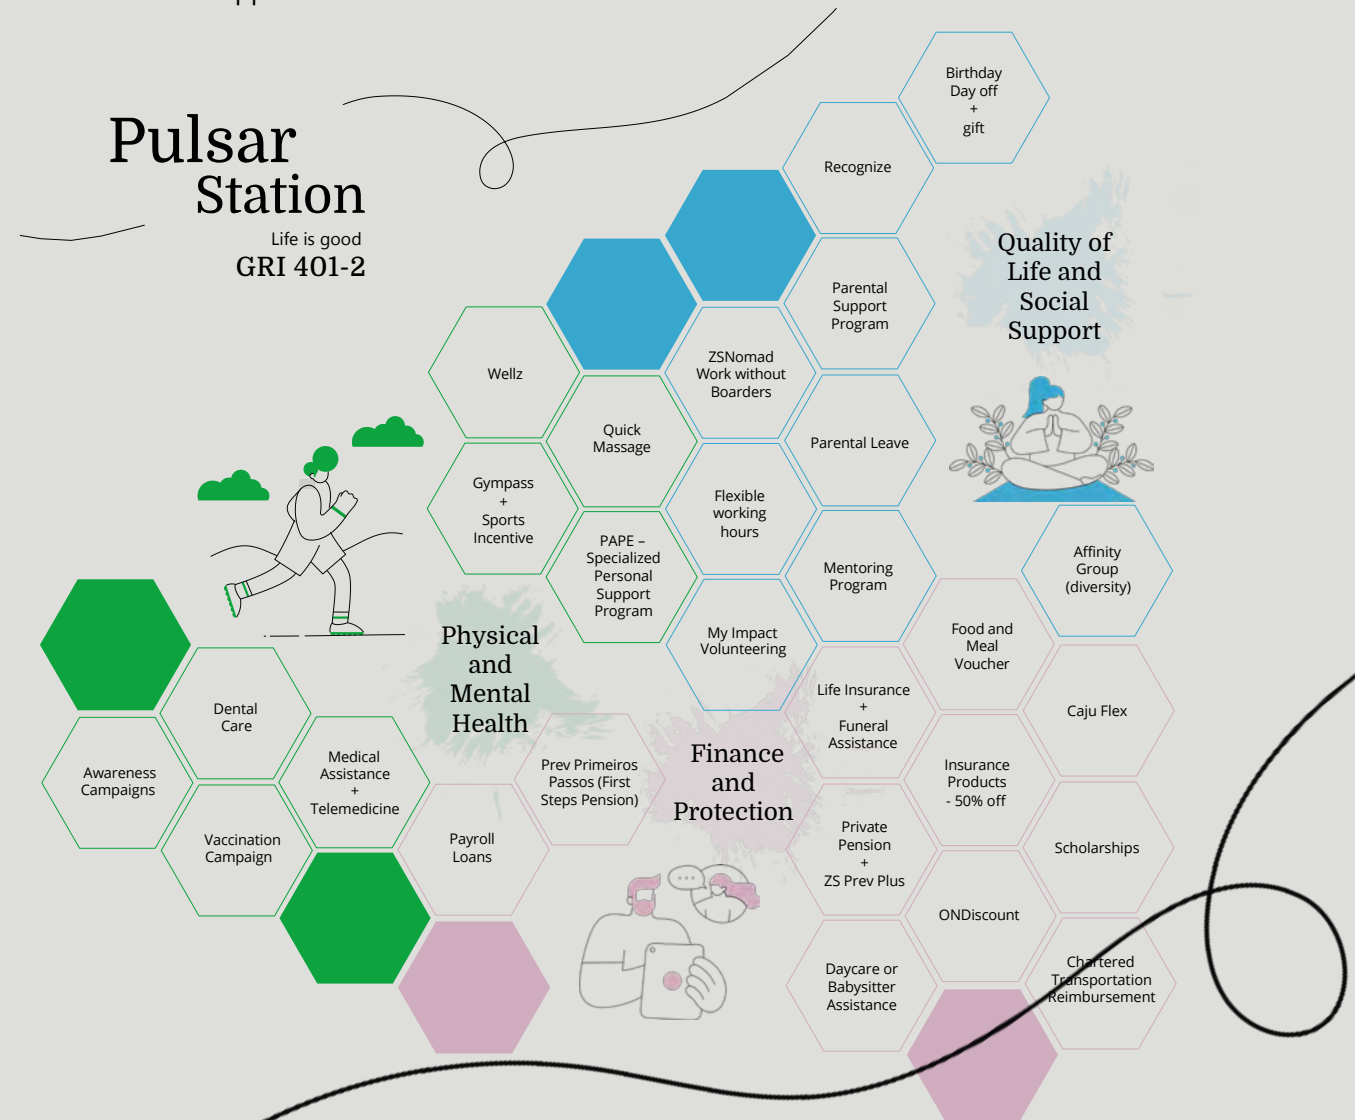 Pulsar
Station
Life is good
GRI 401-2
Birthday
Day off
+
gift
Recognize
Quality of
Life and
Social
Support
Parental
Support
Program
ZSNomad
Work without
Boarders
Wellz
Quick
Massage
Parental Leave
Gympass
+
Sports
Incentive
Flexible
working
hours
PAPE –
Specialized
Personal
Support
Program
Mentoring
Program
Affinity
Group
(diversity)
My Impact
Volunteering
Food and
Meal
Voucher
Physical
and
Mental
Health
Life Insurance
+
Funeral
Assistance
Caju Flex
Dental
Care
Medical
Assistance
+
Telemedicine
Awareness
Campaigns
Prev Primeiros
Passos (First
Steps Pension)
Finance
and
Protection
Insurance
Products
- 50% off
Vaccination
Campaign
Payroll
Loans
Private
Pension
+
ZS Prev Plus
Scholarships
ONDiscount
Daycare or
Babysitter
Assistance
Chartered
Transportation
Reimbursement